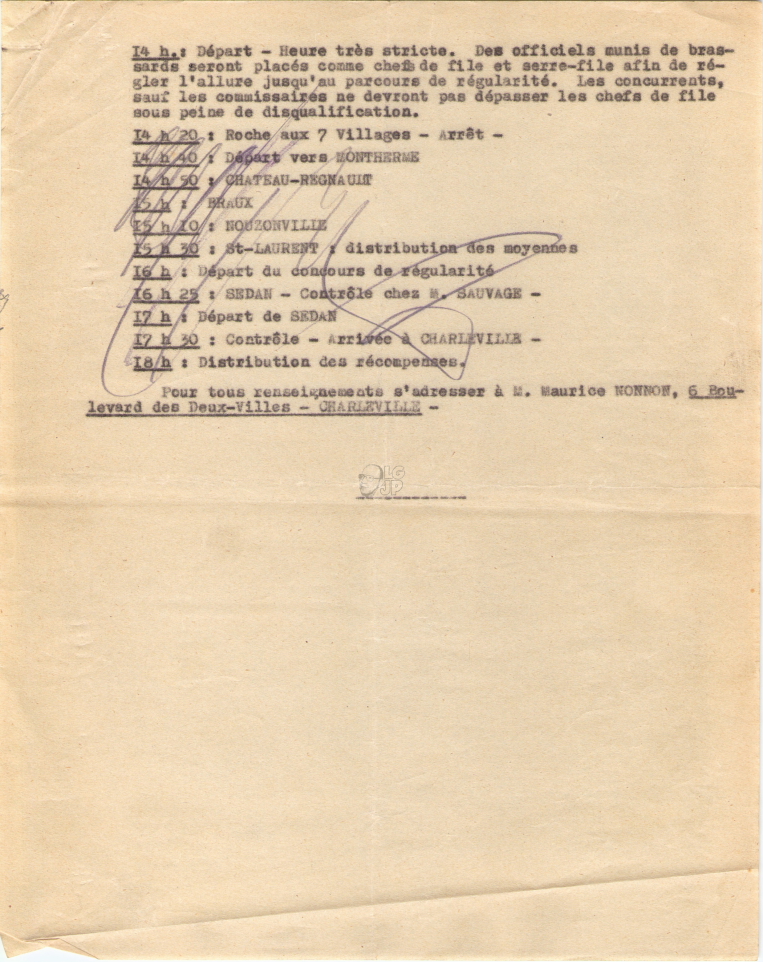 I4 h.: Départ - Heure très stricte. Des officiels munis de bras-
sards seront placés comme chefs de file et serre-file afin de ré-
gler l'allure jusqu'au parcours de régularité. Les concurrents,
sauf les commissaires ne devront pas dépasser les chefs de file
sous peine de disqualification.
I4 h 20 : Roche aux 7 Villages - Arrêt -
I4 h 40 : Départ vers MONTHERME
I4 h 50 : CHATEAU-REGNAULT
I5 h : BRAUX
I5 h I0 : NOUZONVILLE
I5 h 30 : St-LAURENT : distribution des moyennes
I6 h : Départ du concours de régularité
I6 h 25 : SEDAN - Contrôle chez M. SAUVAGE -
I7 h : Départ de SEDAN
I7 h 30 : Contrôle - Arrivée à CHARLEVILLE -
I8 h : Distribution des récompenses.
Pour tous renseignements s'adresser à M. Maurice NONNON, 6 Bou-
levard des Deux-Villes - CHARLEVILLE -
LG
JP